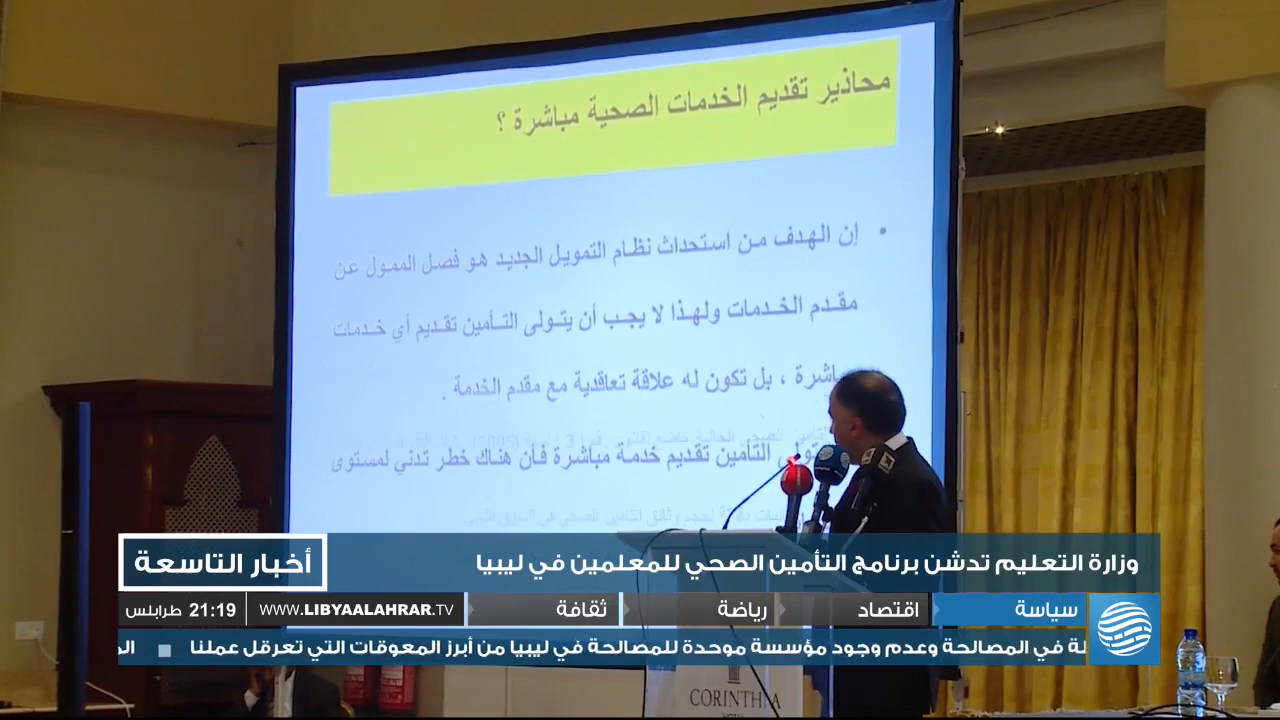 محاذير تقديم الخدمات الصحية مباشرة ؟
• إن الهدف من استحداث نظام التمويل الجديد هو فصل الممول عن
مقدم الخدمات ولهذا لا يجب أن يتولى التأمين تقديم أي خدمات
، بل تكون له علاقة تعاقدية مع مقدم الخدمة .
التأمين تقديم خدمة مباشرة فأن هناك خطر تدني لمستوى
وزارة التعليم تدشن برنامج التأمين الصحي للمعلمين في ليبيا
أخبار التاسعة
سياسة
اقتصاد
رياضة
ثقافة
WWW.LIBYAALAHRAR.TV
21:19 طرابلس
في المصالحة وعدم وجود مؤسسة موحدة للمصالحة في ليبيا من أبرز المعوقات التي تعرقل عملنا
CORINTHIA